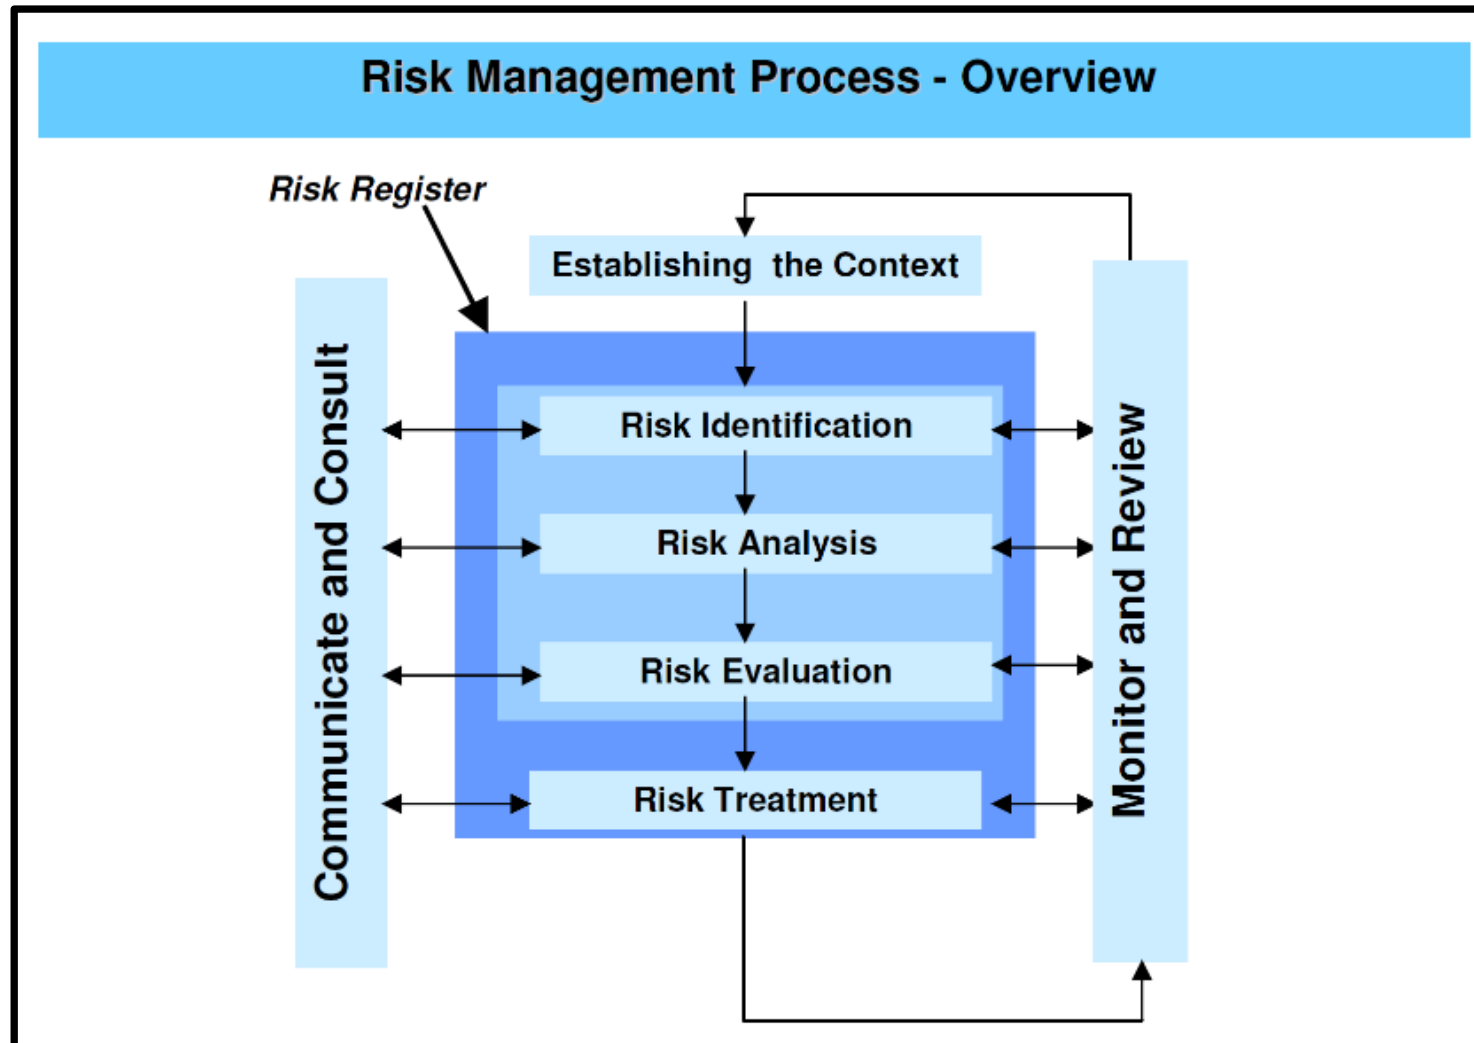 Risk Management Process - Overview
Risk Register
Establishing the Context
Communicate and Consult
Risk Identification
Risk Analysis
Risk Evaluation
Risk Treatment
Monitor and Review